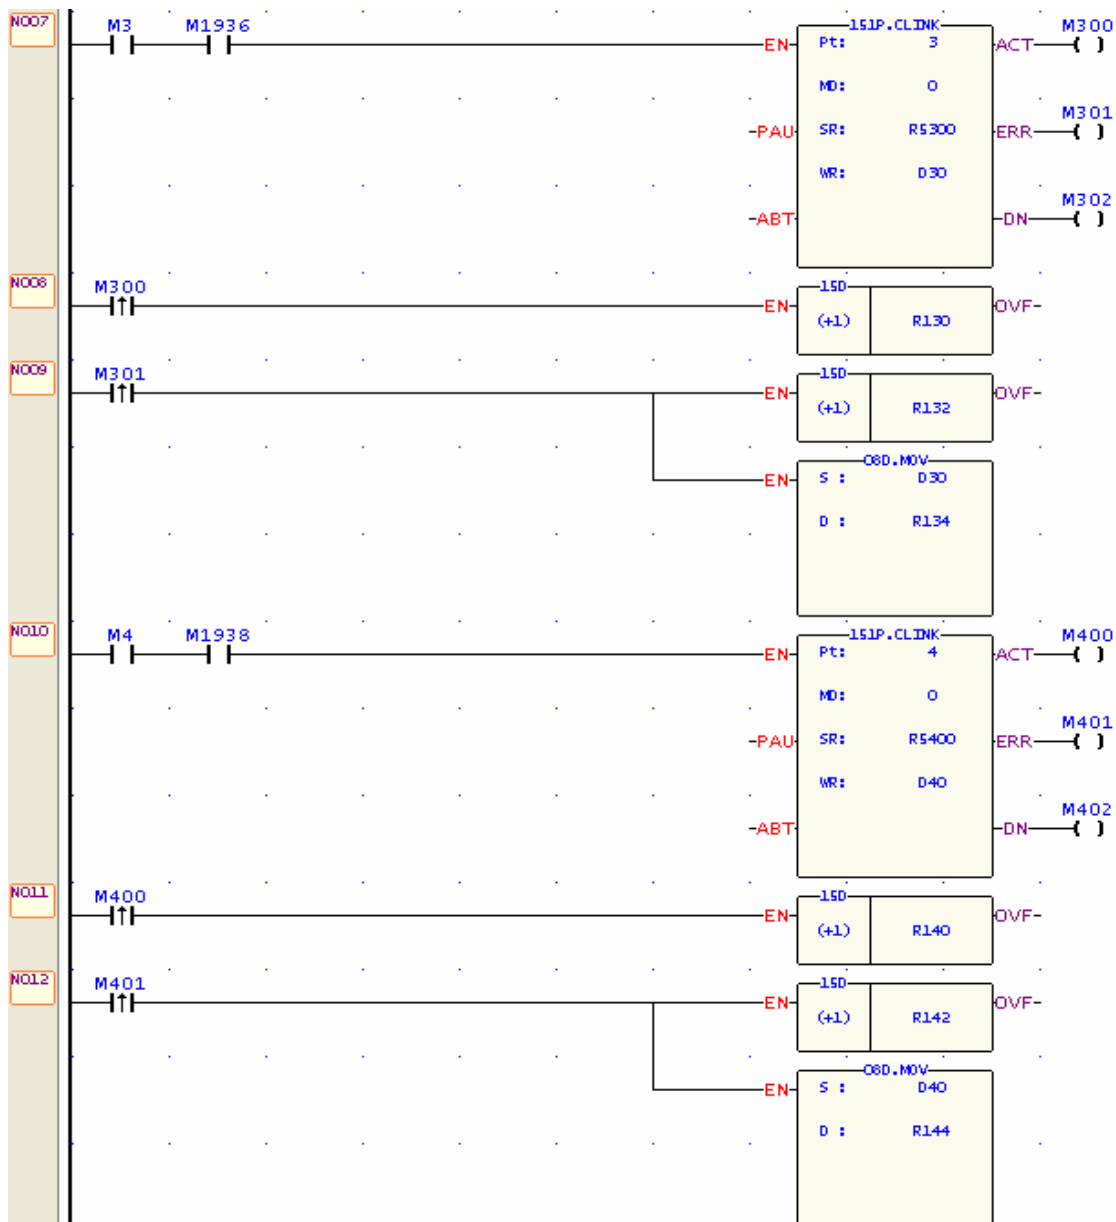 N007 M3 M1936 151P.CLINK M300
EN Pt: 3 ACT ( )
MD: 0
M301
PAU SR: R5300 ERR ( )
WR: D30
M302
ABT DN ( )
N008 M300 15D
EN (+1) R130 OVF
N009 M301 15D
EN (+1) R132 OVF
08D.MOV
EN S : D30
D : R134
N010 M4 M1938 151P.CLINK M400
EN Pt: 4 ACT ( )
MD: 0
M401
PAU SR: R5400 ERR ( )
WR: D40
M402
ABT DN ( )
N011 M400 15D
EN (+1) R140 OVF
N012 M401 15D
EN (+1) R142 OVF
08D.MOV
EN S : D40
D : R144